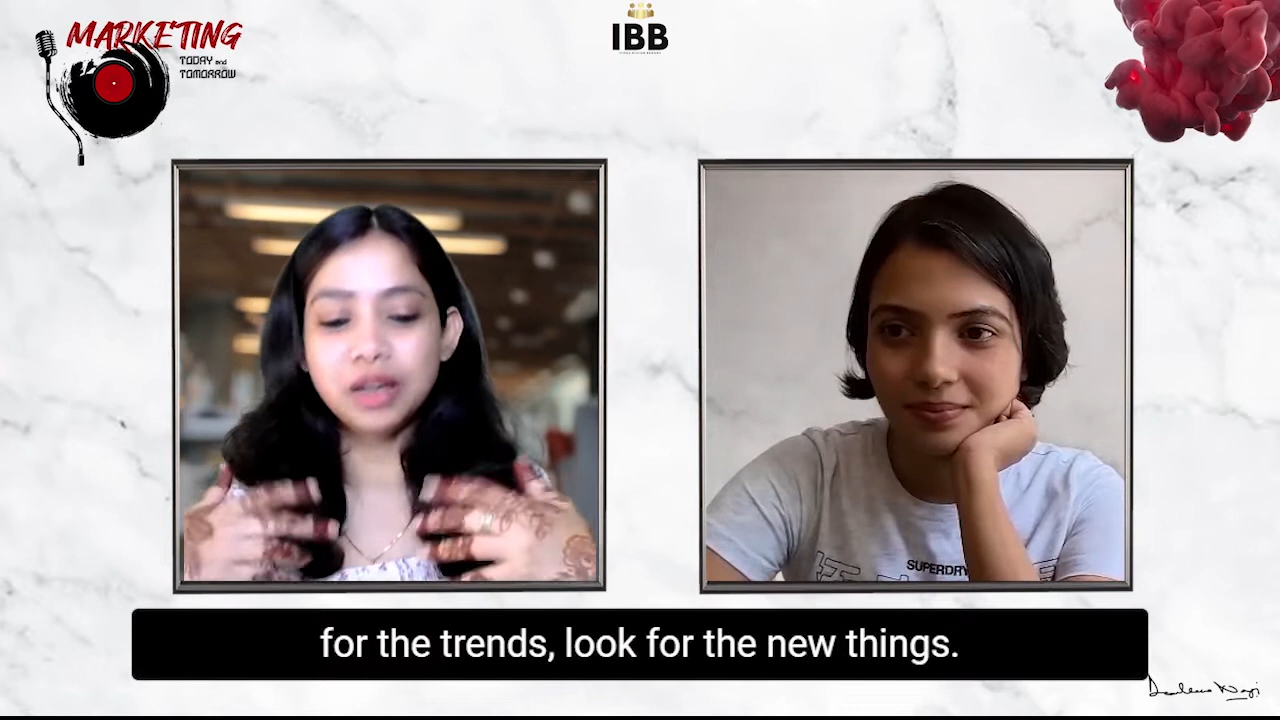 MARKETING
TODAY and
TOMORROW
IBB
SUPERDRY
for the trends, look for the new things.